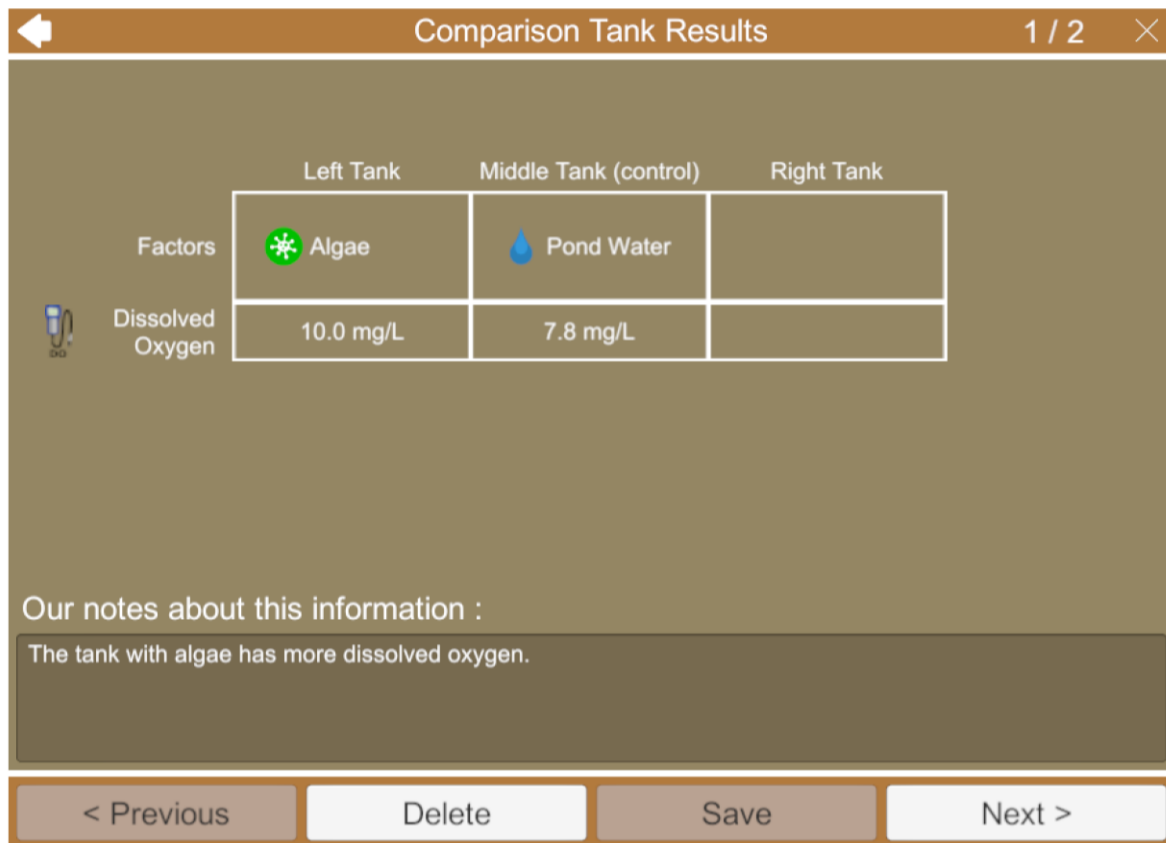 Comparison Tank Results 1 / 2
Left Tank Middle Tank (control) Right Tank
Factors Algae Pond Water
Dissolved
Oxygen 10.0 mg/L 7.8 mg/L
DO
Our notes about this information :
The tank with algae has more dissolved oxygen.
< Previous Delete Save Next >